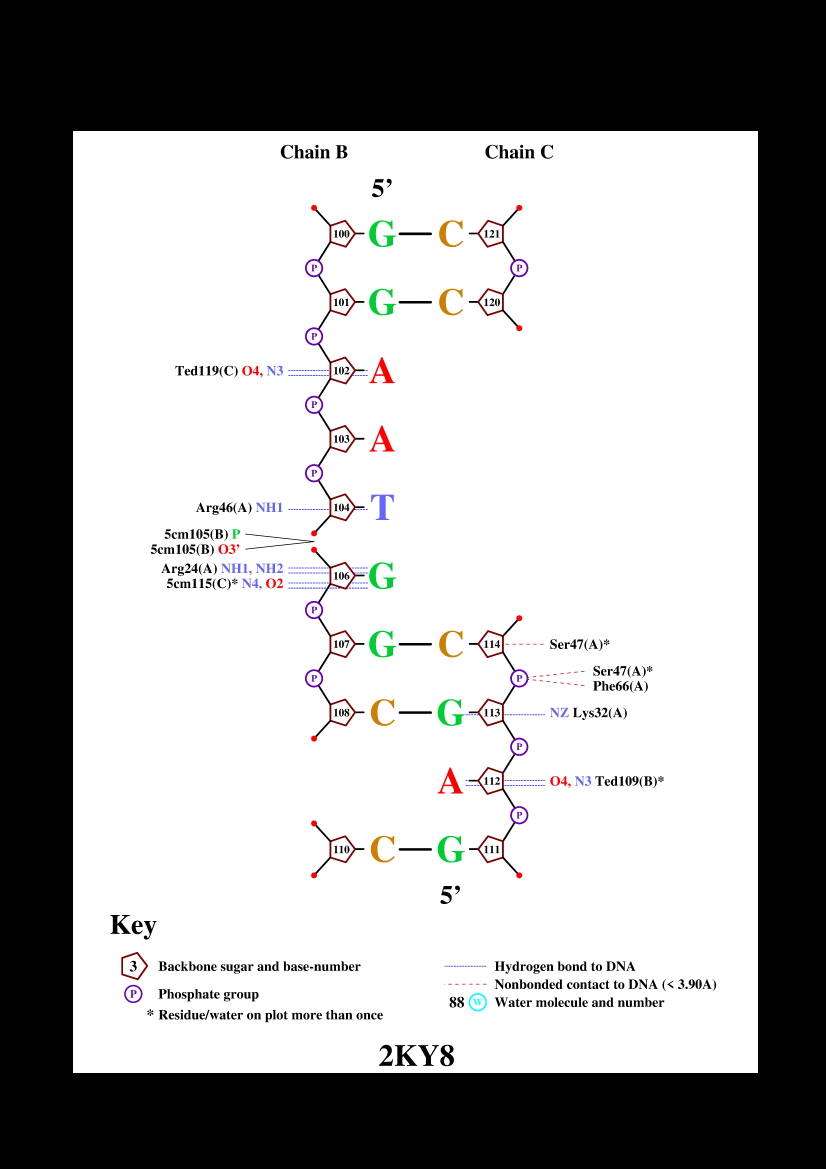 Chain B Chain C
5’
100 G C 121
P P
101 G C 120
P
Ted119(C) O4, N3 102 A
P
103 A
P
Arg46(A) NH1 104 T
5cm105(B) P
5cm105(B) O3’
Arg24(A) NH1, NH2 106 G
5cm115(C)* N4, O2
P
107 G C 114 Ser47(A)*
P P Ser47(A)*
Phe66(A)
108 C G 113 NZ Lys32(A)
P
A 112 O4, N3 Ted109(B)*
P
110 C G 111
5’
Key
3 Backbone sugar and base-number
P Phosphate group
* Residue/water on plot more than once
Hydrogen bond to DNA
Nonbonded contact to DNA (< 3.90A)
88 W Water molecule and number
2KY8